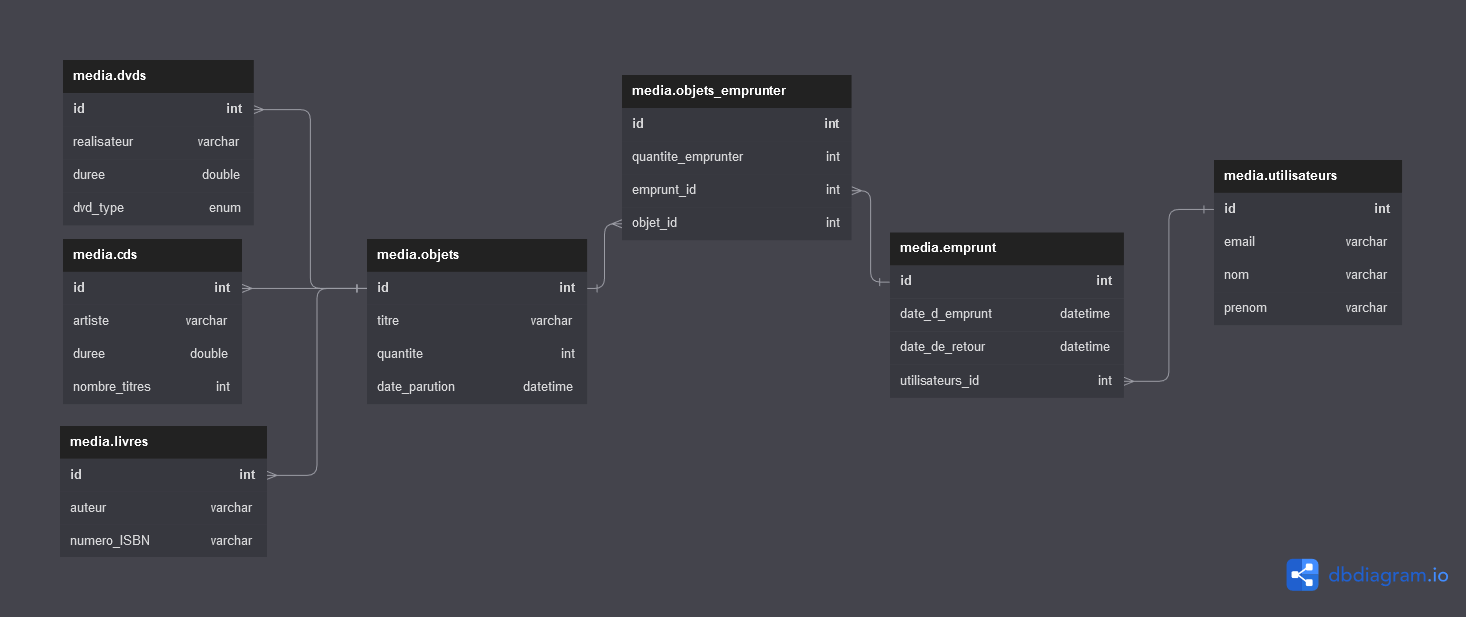 media.dvds
id int
realisateur varchar
duree double
dvd_type enum
media.cds
id int
artiste varchar
duree double
nombre_titres int
media.livres
id int
auteur varchar
numero_ISBN varchar
media.objets
id int
titre varchar
quantite int
date_parution datetime
media.objets_emprunter
id int
quantite_emprunter int
emprunt_id int
objet_id int
media.emprunt
id int
date_d_emprunt datetime
date_de_retour datetime
utilisateurs_id int
media.utilisateurs
id int
email varchar
nom varchar
prenom varchar
dbdiagram.io